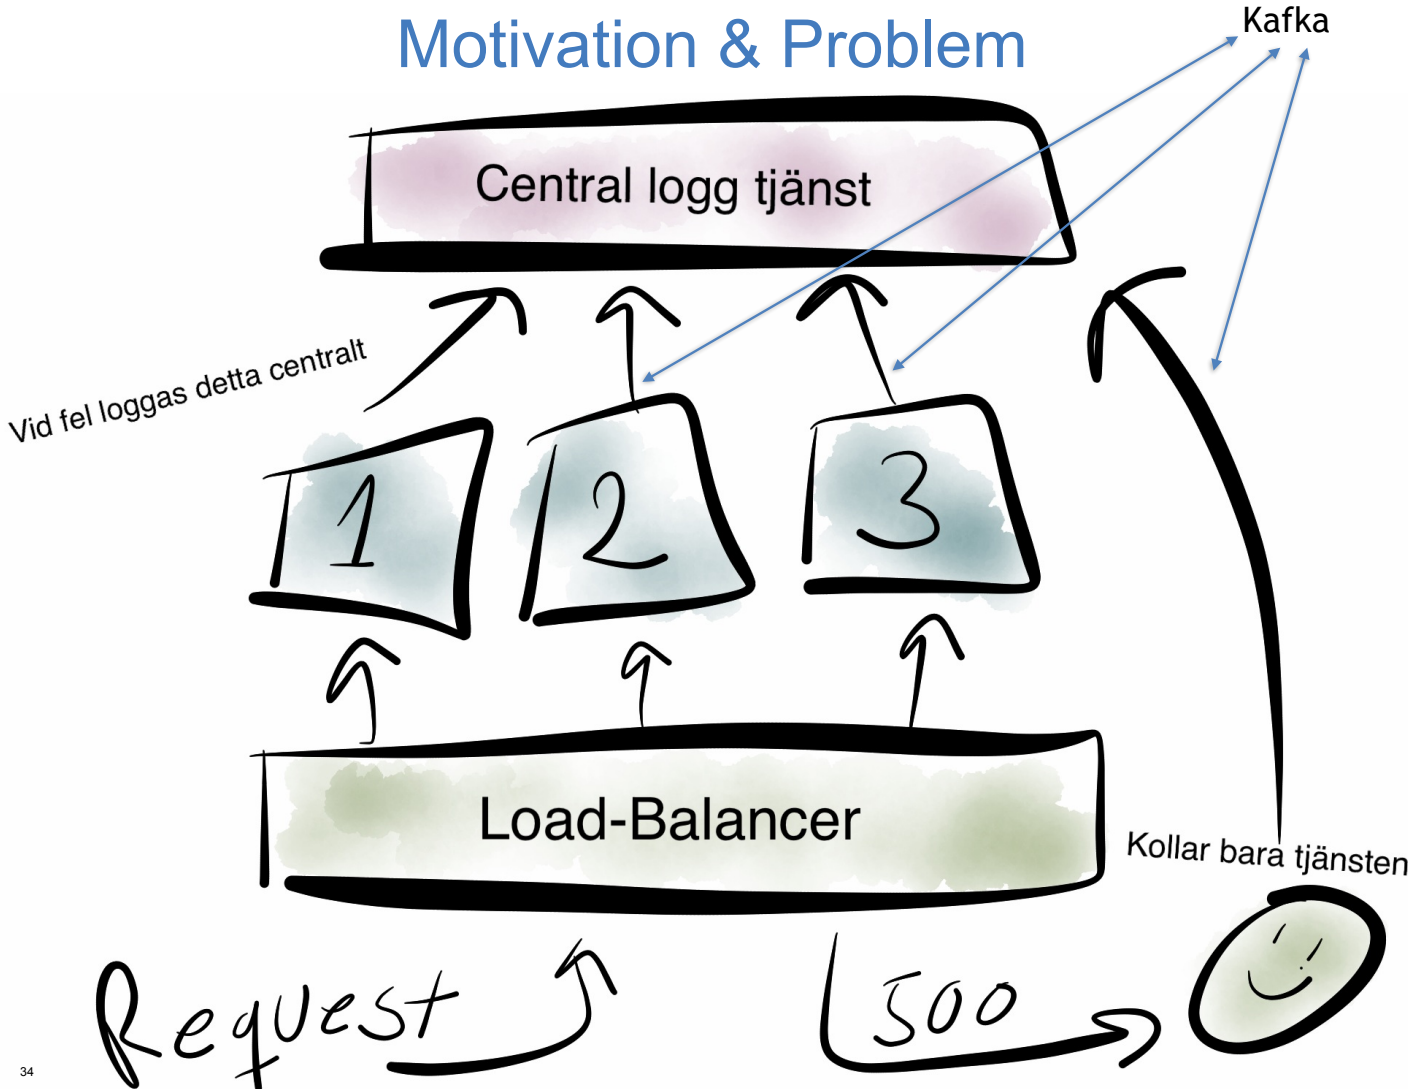 Motivation & Problem
Kafka
Central logg tjänst
Vid fel loggas detta centralt
1
2
3
Load-Balancer
Kollar bara tjänsten
Request
500
34